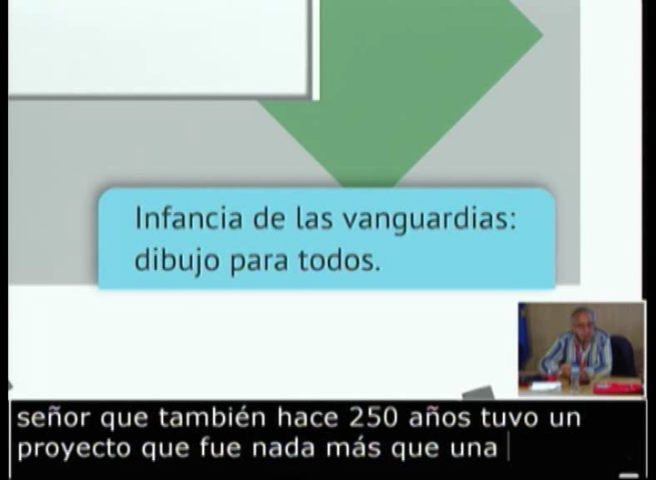 Infancia de las vanguardias:
dibujo para todos.
señor que también hace 250 años tuvo un
proyecto que fue nada más que una